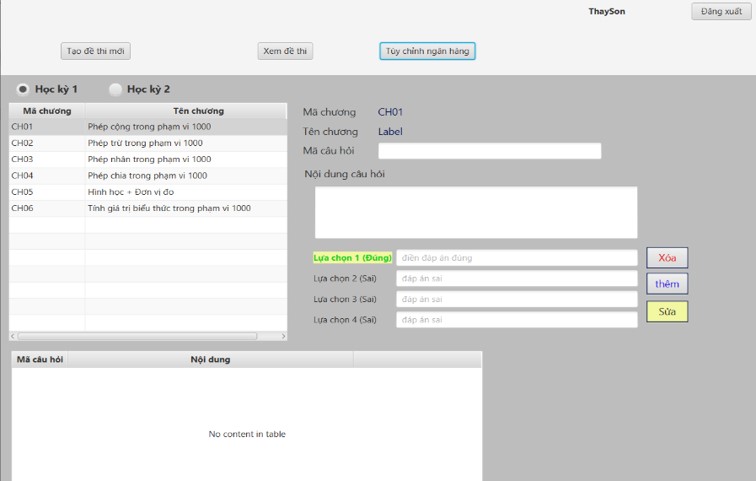 ThaySon
Đăng xuất
Tạo đề thi mới
Xem đề thi
Tùy chỉnh ngân hàng
Học kỳ 1
Học kỳ 2
Mã chương Tên chương
CH01 Phép cộng trong phạm vi 1000
CH02 Phép trừ trong phạm vi 1000
CH03 Phép nhân trong phạm vi 1000
CH04 Phép chia trong phạm vi 1000
CH05 Hình học + Đơn vị đo
CH06 Tính giá trị biểu thức trong phạm vi 1000
Mã chương CH01
Tên chương Label
Mã câu hỏi
Nội dung câu hỏi
Lựa chọn 1 (Đúng) điền đáp án đúng
Lựa chọn 2 (Sai) đáp án sai
Lựa chọn 3 (Sai) đáp án sai
Lựa chọn 4 (Sai) đáp án sai
Xóa
thêm
Sửa
Mã câu hỏi Nội dung
No content in table